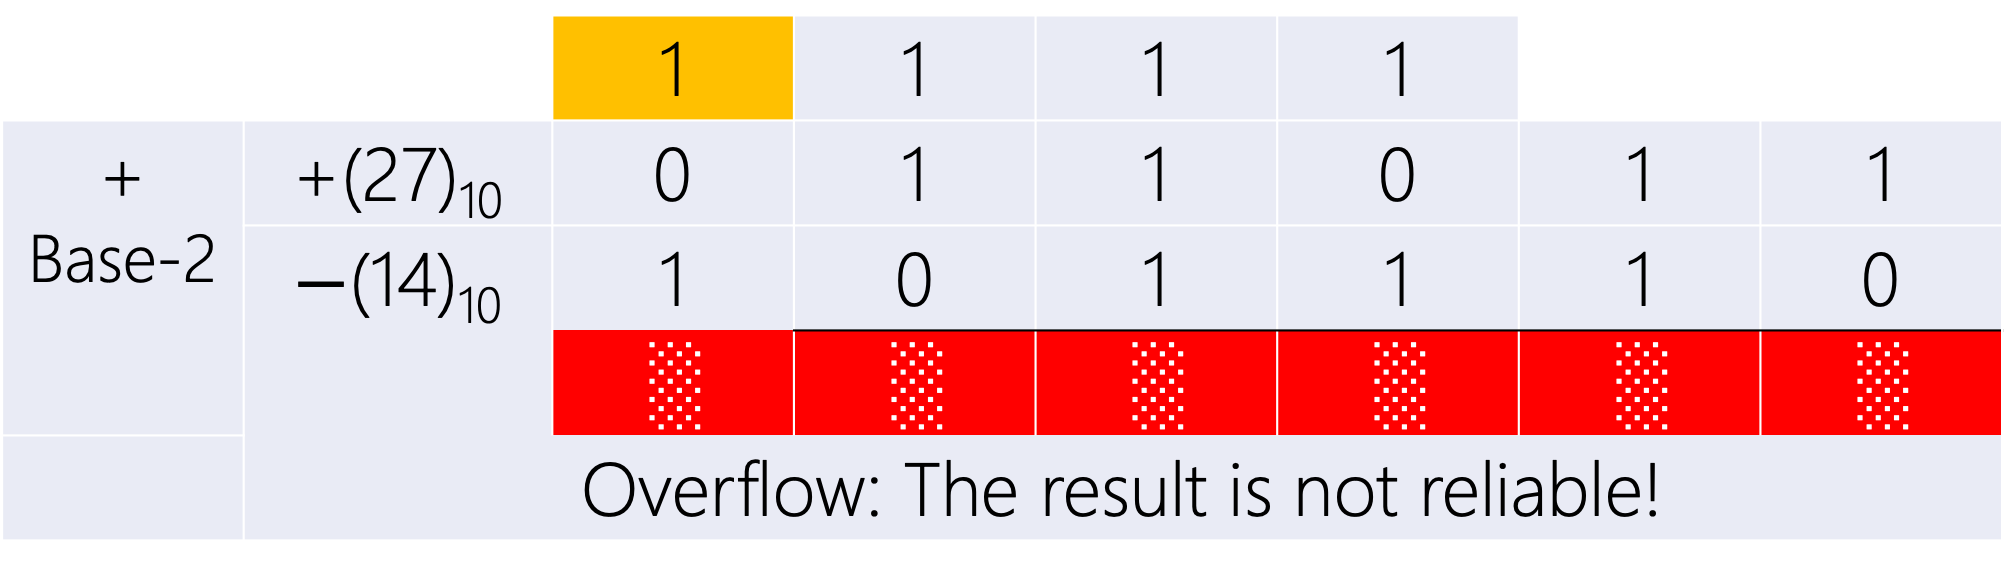 1 1 1 1
+ +(27)10 0 1 1 0 1 1
Base-2 −(14)10 1 0 1 1 1 0
Overflow: The result is not reliable!